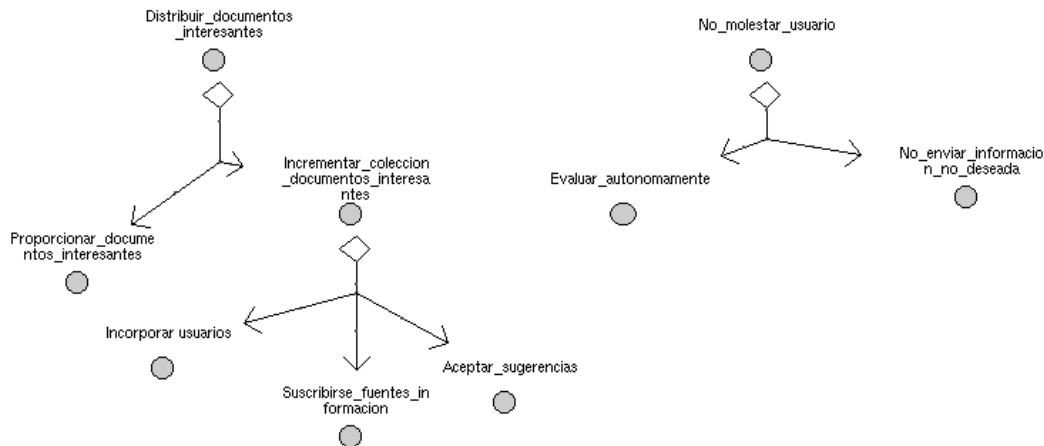 Distribuir_documentos
_interesantes
No_molestar_usuario
Incrementar_coleccion
_documentos_interesa
ntes
Evaluar_autonomamente
No_enviar_informacio
n_no_deseada
Proporcionar_docume
ntos_interesantes
Incorporar usuarios
Suscribirse_fuentes_in
formacion
Aceptar_sugerencias